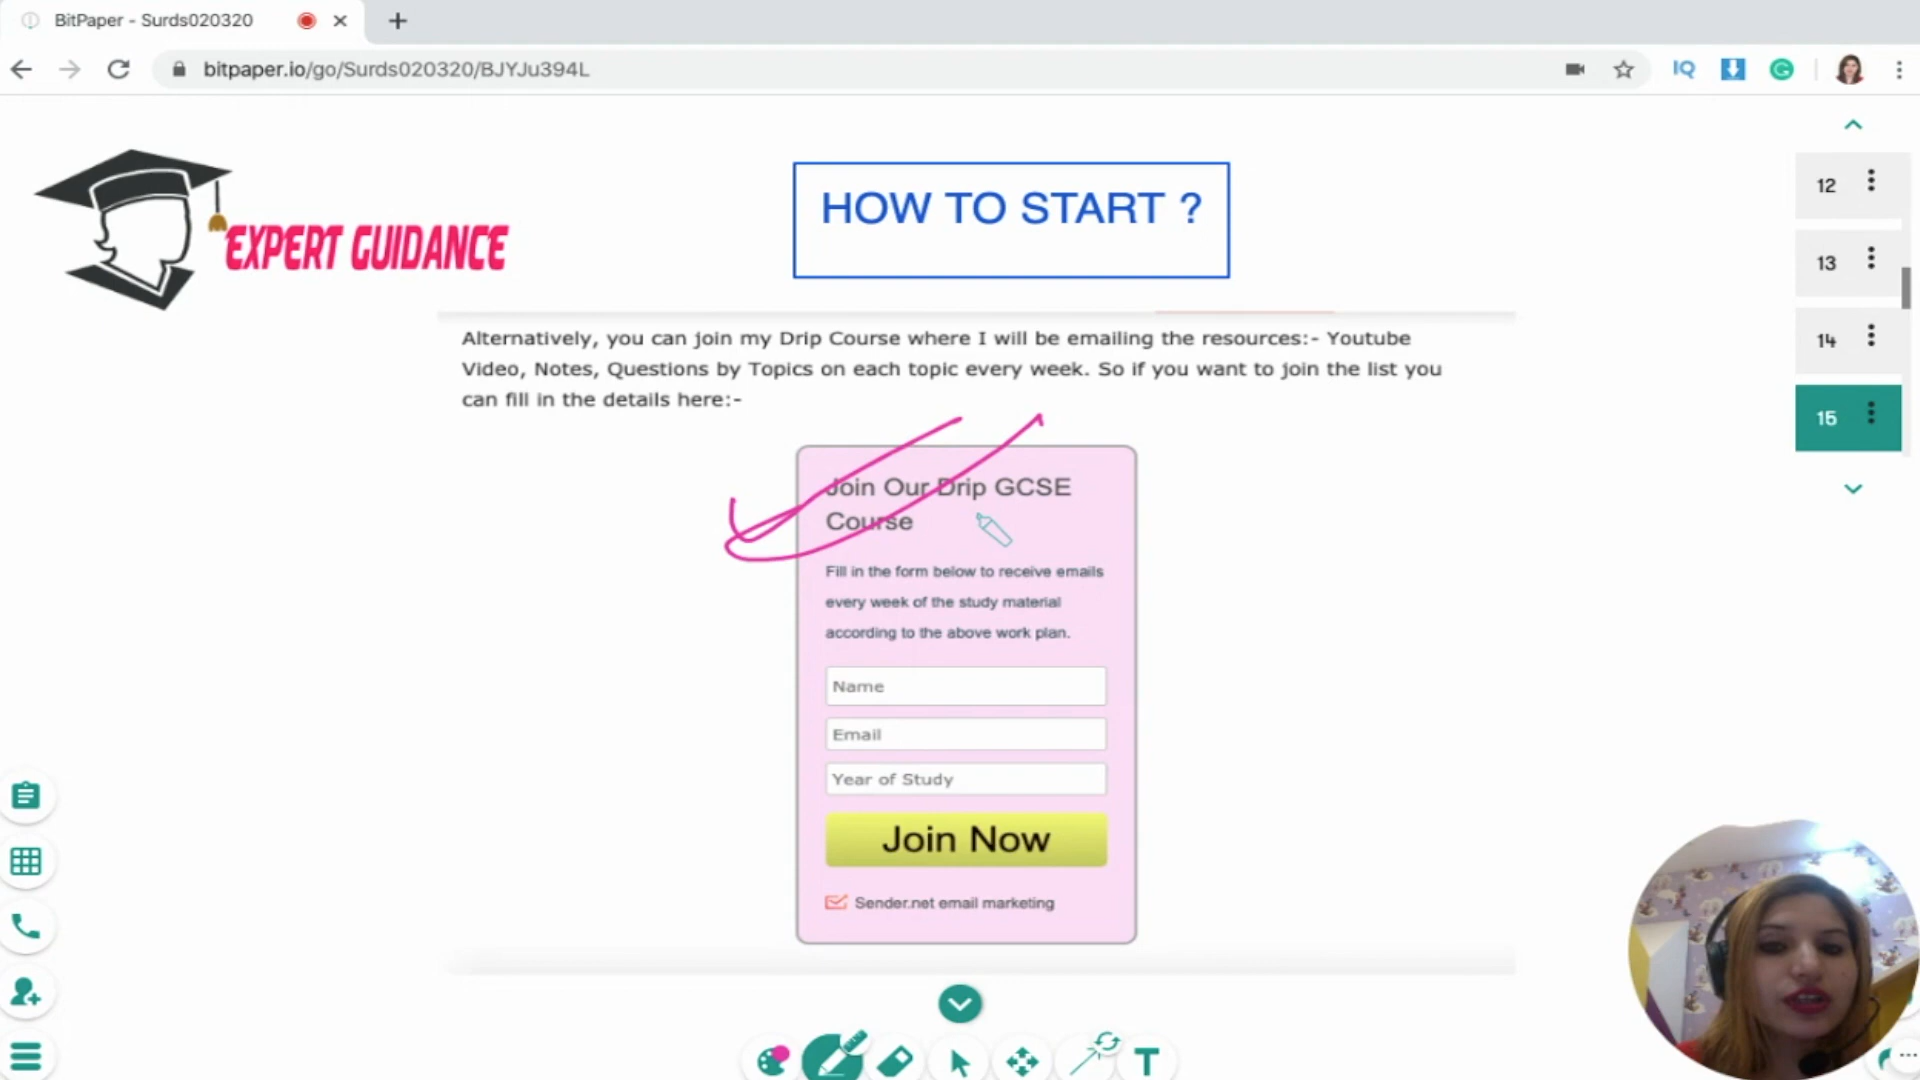 BitPaper - Surds020320
bitpaper.io/go/Surds020320/BJYJu394L
IQ
EXPERT GUIDANCE
HOW TO START ?
12
13
14
15
Alternatively, you can join my Drip Course where I will be emailing the resources:- Youtube
Video, Notes, Questions by Topics on each topic every week. So if you want to join the list you
can fill in the details here:-
Join Our Drip GCSE
Course
Fill in the form below to receive emails
every week of the study material
according to the above work plan.
Name
Email
Year of Study
Join Now
Sender.net email marketing
T